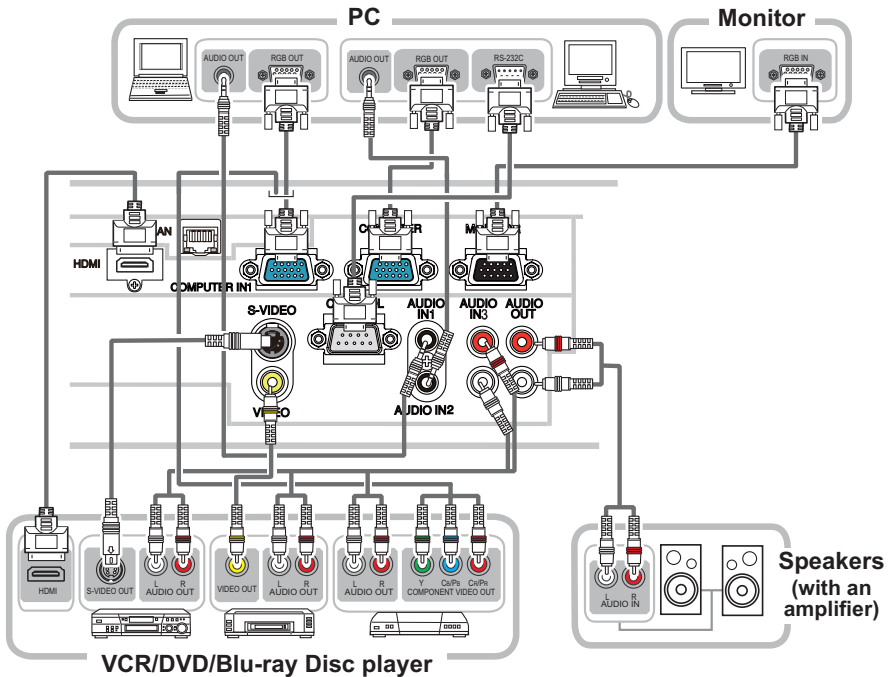 PC
Monitor
AUDIO OUT
RGB OUT
AUDIO OUT
RGB OUT
RS-232C
RGB IN
HDMI
COMPUTER IN1
S-VIDEO
AUDIO IN1
AUDIO IN3
AUDIO OUT
VIDEO
AUDIO IN2
HDMI
S-VIDEO OUT
L R
AUDIO OUT
VIDEO OUT
L R
AUDIO OUT
L R
AUDIO OUT
Y CB/PB CR/PR
COMPONENT VIDEO OUT
L R
AUDIO IN
Speakers
(with an
amplifier)
VCR/DVD/Blu-ray Disc player